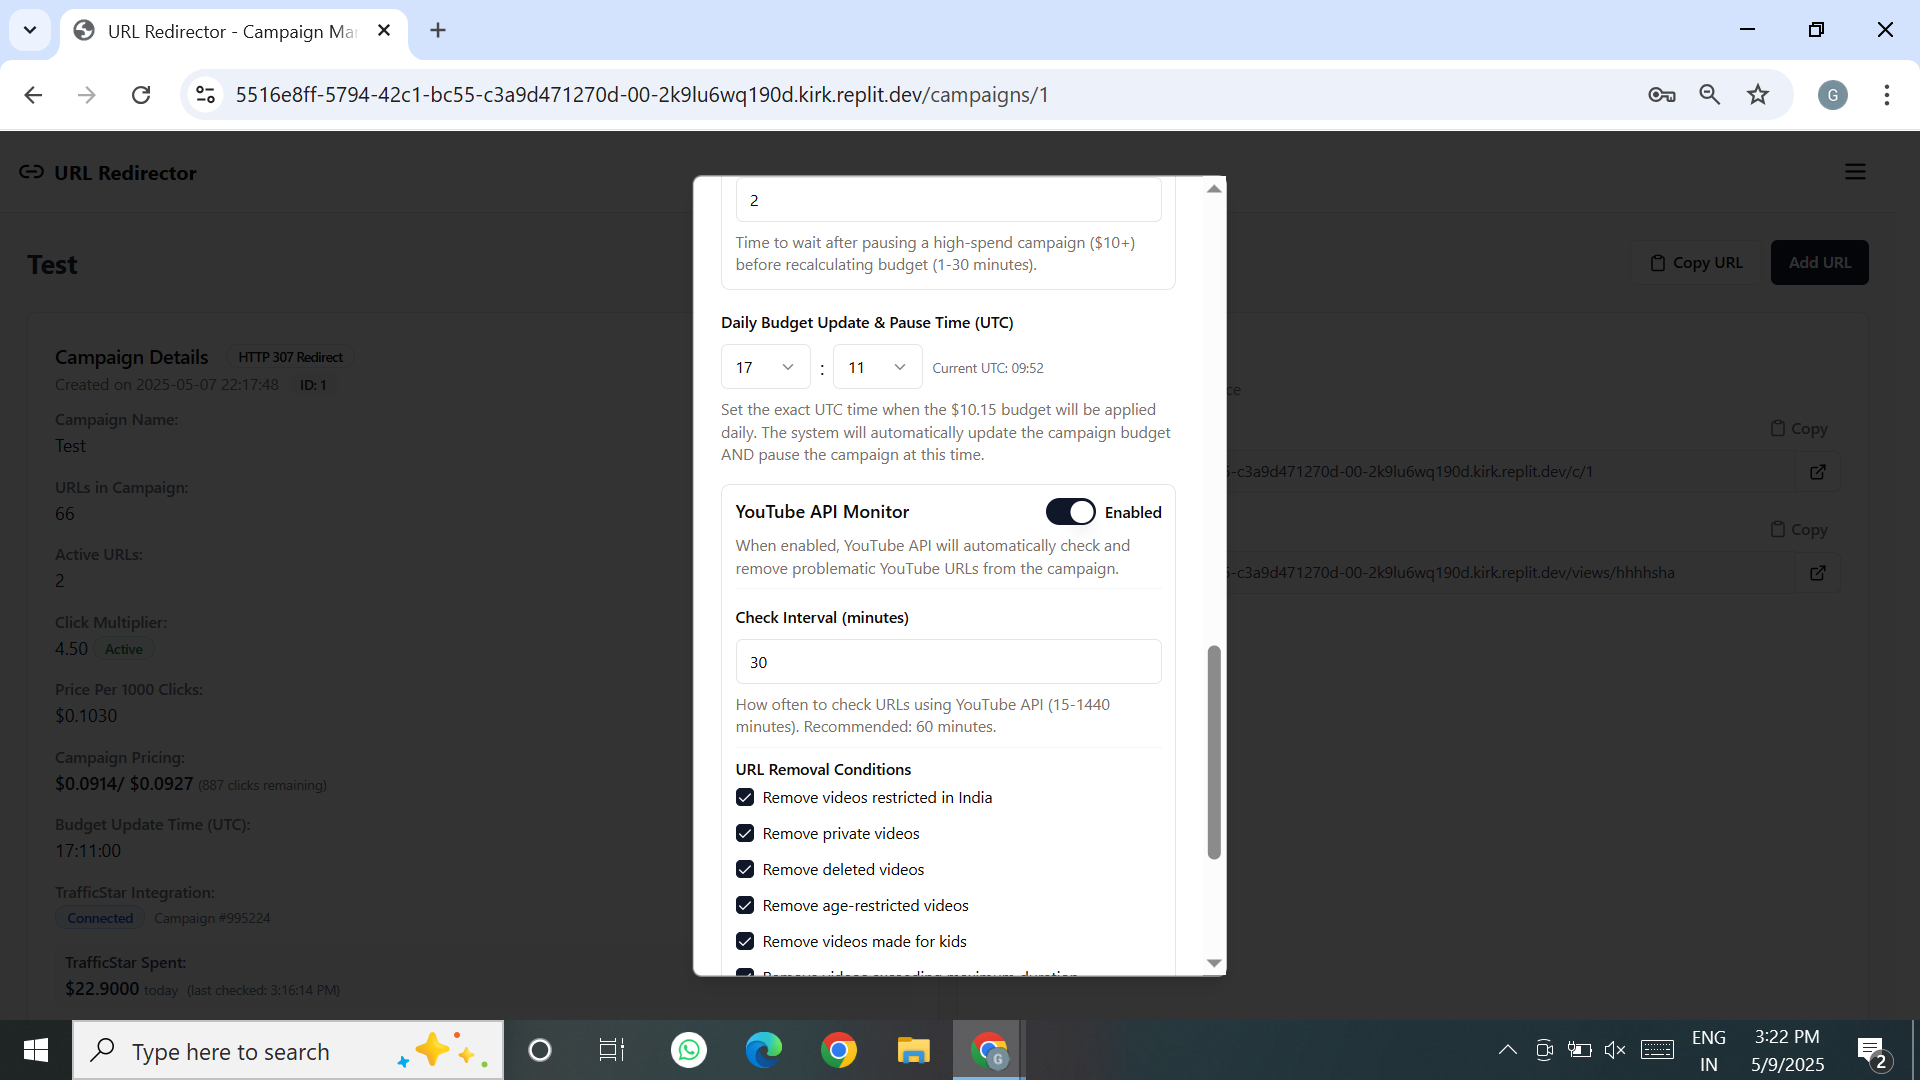 URL Redirector - Campaign Ma
5516e8ff-5794-42c1-bc55-c3a9d471270d-00-2k9lu6wq190d.kirk.replit.dev/campaigns/1
G
URL Redirector
Test
Copy URL
Add URL
Campaign Details
HTTP 307 Redirect
Created on 2025-05-07 22:17:48
ID: 1
Campaign Name:
Test
URLs in Campaign:
66
Active URLs:
2
Click Multiplier:
4.50
Active
Price Per 1000 Clicks:
$0.1030
Campaign Pricing:
$0.0914/ $0.0927 (887 clicks remaining)
Budget Update Time (UTC):
17:11:00
TrafficStar Integration:
Connected
Campaign #995224
TrafficStar Spent:
$22.9000 today (last checked: 3:16:14 PM)
2
Time to wait after pausing a high-spend campaign ($10+)
before recalculating budget (1-30 minutes).
Daily Budget Update & Pause Time (UTC)
17 : 11 Current UTC: 09:52
Set the exact UTC time when the $10.15 budget will be applied
daily. The system will automatically update the campaign budget
AND pause the campaign at this time.
YouTube API Monitor
Enabled
When enabled, YouTube API will automatically check and
remove problematic YouTube URLs from the campaign.
Check Interval (minutes)
30
How often to check URLs using YouTube API (15-1440
minutes). Recommended: 60 minutes.
URL Removal Conditions
Remove videos restricted in India
Remove private videos
Remove deleted videos
Remove age-restricted videos
Remove videos made for kids
Remove videos exceeding maximum duration
Copy
-c3a9d471270d-00-2k9lu6wq190d.kirk.replit.dev/c/1
Copy
-c3a9d471270d-00-2k9lu6wq190d.kirk.replit.dev/views/hhhhsha
Type here to search
G
ENG
IN
3:22 PM
5/9/2025
2